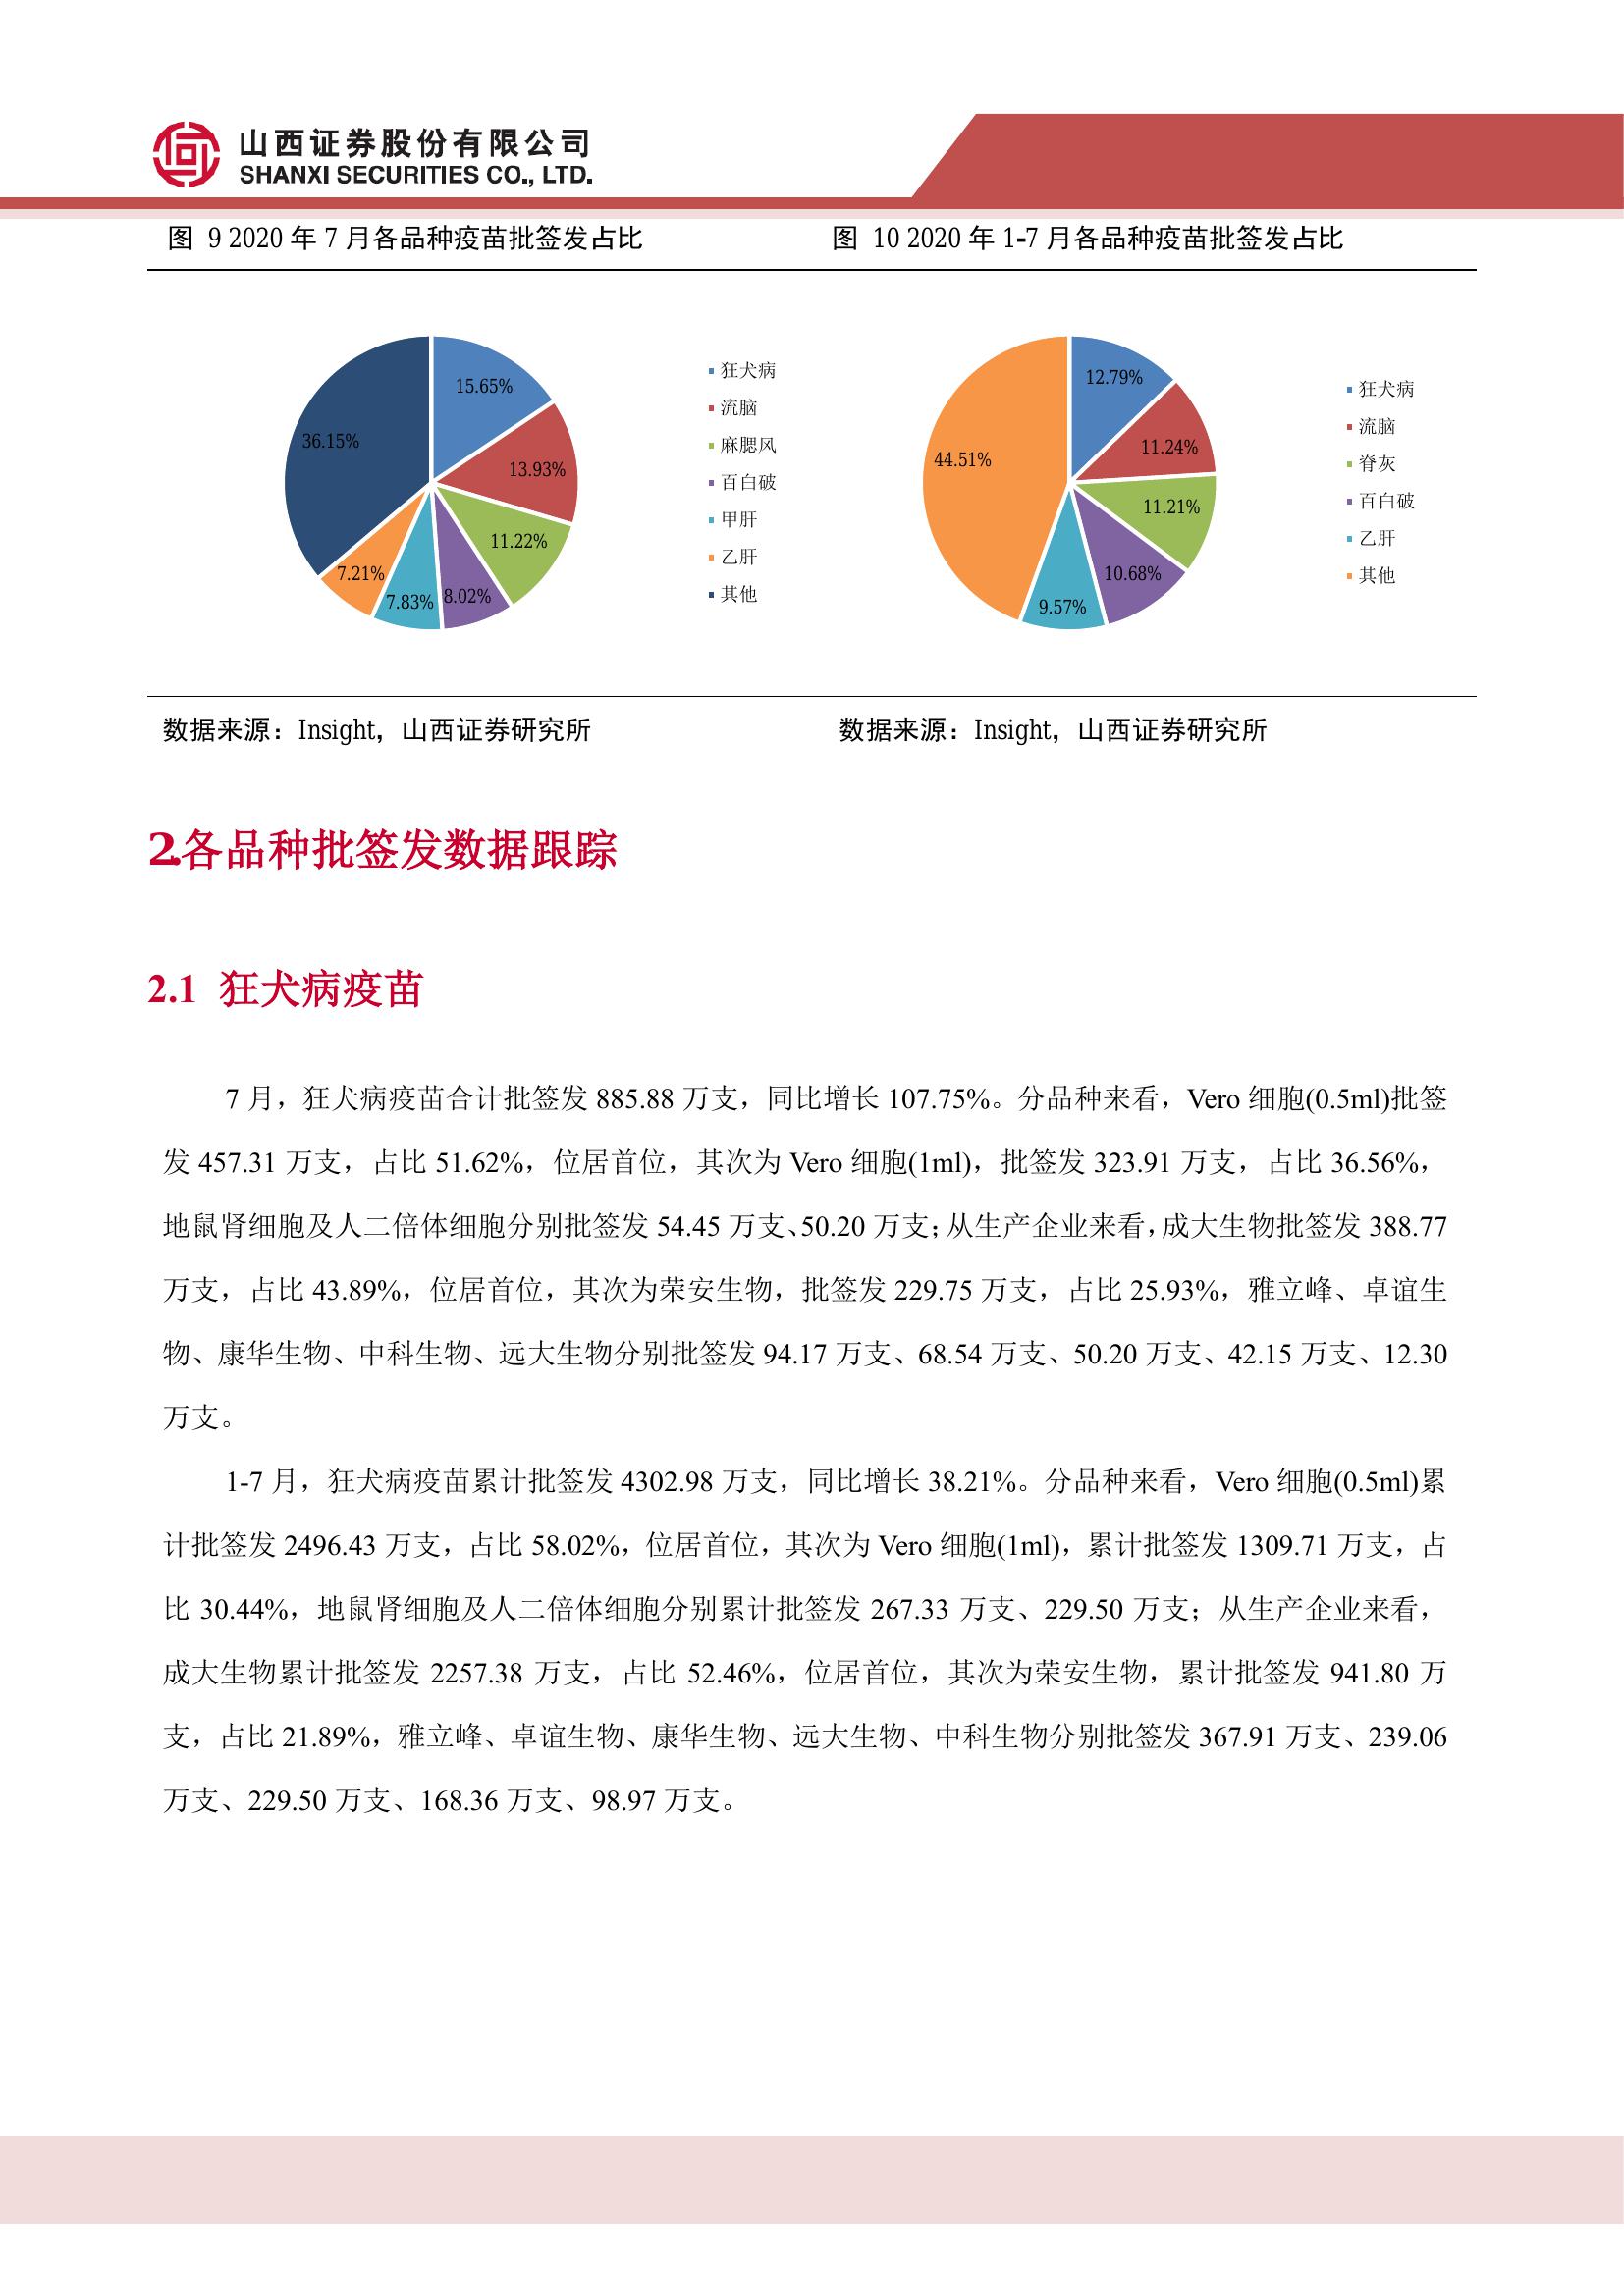 山西证券股份有限公司
SHANXI SECURITIES CO., LTD.
图 9 2020 年 7 月各品种疫苗批签发占比
图 10 2020 年 1-7 月各品种疫苗批签发占比
15.65%
13.93%
11.22%
8.02%
7.83%
7.21%
36.15%
狂犬病
流脑
麻腮风
百白破
甲肝
乙肝
其他
12.79%
11.24%
11.21%
10.68%
9.57%
44.51%
狂犬病
流脑
脊灰
百白破
乙肝
其他
数据来源：Insight，山西证券研究所
数据来源：Insight，山西证券研究所
2.各品种批签发数据跟踪
2.1 狂犬病疫苗
7 月，狂犬病疫苗合计批签发 885.88 万支，同比增长 107.75%。分品种来看，Vero 细胞(0.5ml)批签
发 457.31 万支，占比 51.62%，位居首位，其次为 Vero 细胞(1ml)，批签发 323.91 万支，占比 36.56%，
地鼠肾细胞及人二倍体细胞分别批签发 54.45 万支、50.20 万支；从生产企业来看，成大生物批签发 388.77
万支，占比 43.89%，位居首位，其次为荣安生物，批签发 229.75 万支，占比 25.93%，雅立峰、卓谊生
物、康华生物、中科生物、远大生物分别批签发 94.17 万支、68.54 万支、50.20 万支、42.15 万支、12.30
万支。
1-7 月，狂犬病疫苗累计批签发 4302.98 万支，同比增长 38.21%。分品种来看，Vero 细胞(0.5ml)累
计批签发 2496.43 万支，占比 58.02%，位居首位，其次为 Vero 细胞(1ml)，累计批签发 1309.71 万支，占
比 30.44%，地鼠肾细胞及人二倍体细胞分别累计批签发 267.33 万支、229.50 万支；从生产企业来看，
成大生物累计批签发 2257.38 万支，占比 52.46%，位居首位，其次为荣安生物，累计批签发 941.80 万
支，占比 21.89%，雅立峰、卓谊生物、康华生物、远大生物、中科生物分别批签发 367.91 万支、239.06
万支、229.50 万支、168.36 万支、98.97 万支。